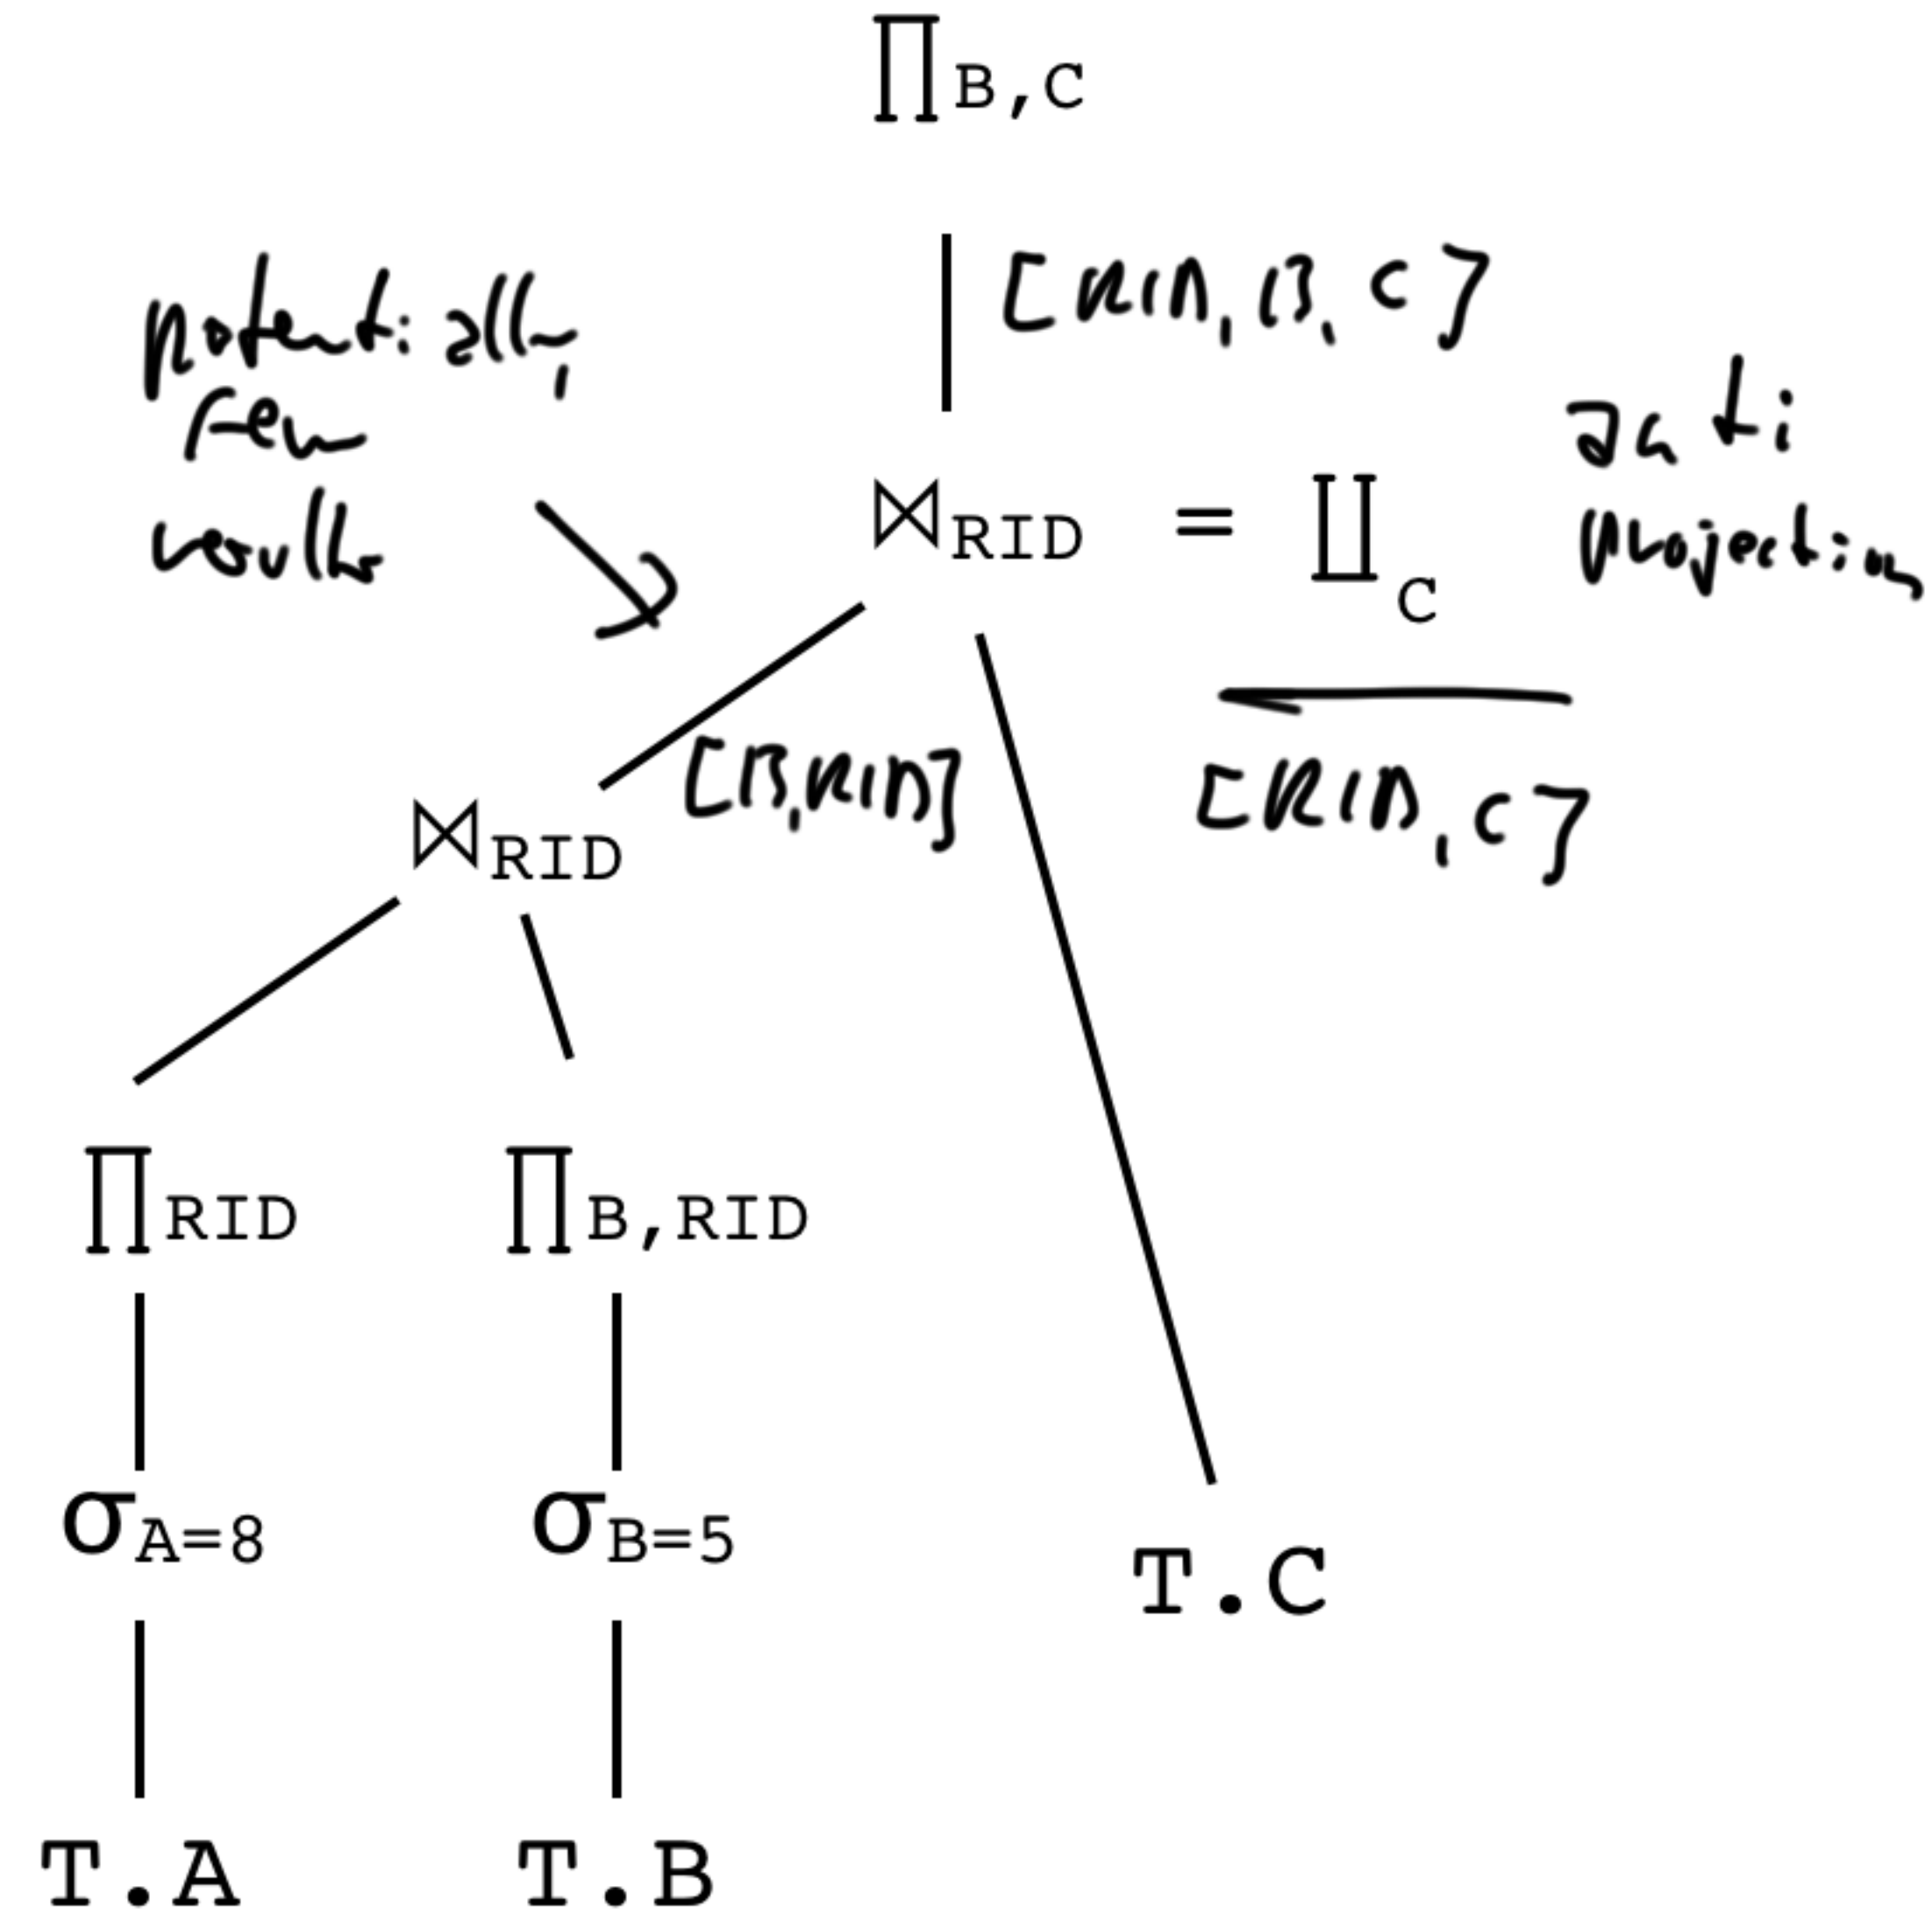 ∏B,C
[RID, B, C]
potentially
few
results
⋈RID = ∐C
anti
projection
[B,RID]
[RID, C]
⋈RID
∏RID ∏B,RID
σA=8 σB=5
T.C
T.A T.B